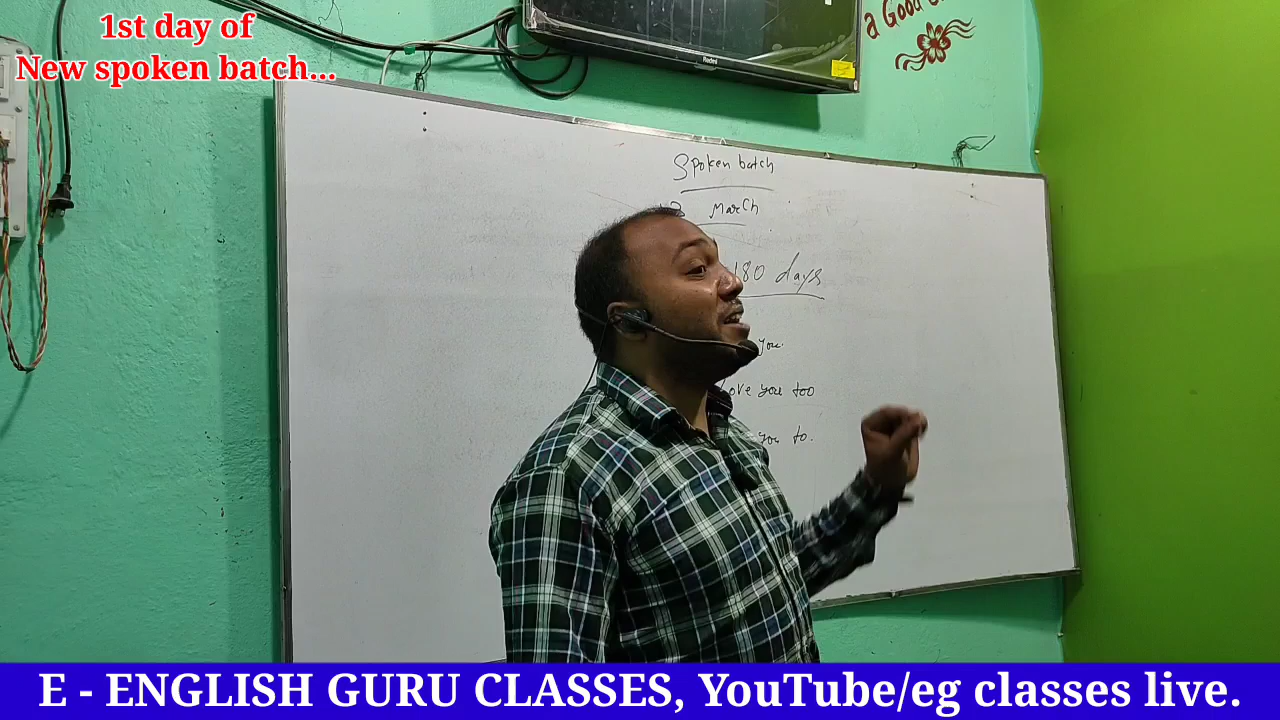 1st day of
New spoken batch...
Redmi
a Good
Spoken batch
March
180 days
you.
love you too
you to.
E - ENGLISH GURU CLASSES, YouTube/eg classes live.